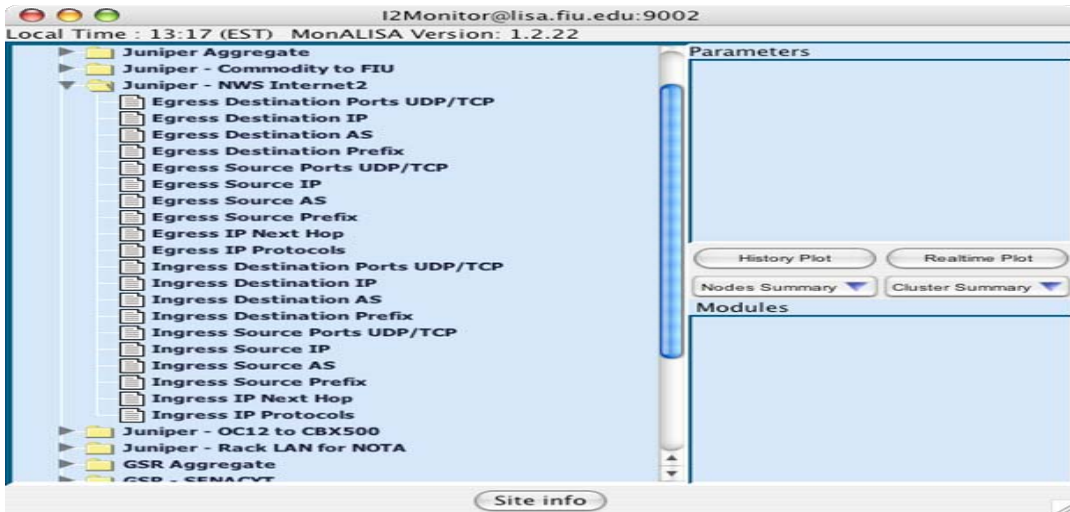 I2Monitor@lisa.fiu.edu:9002
Local Time : 13:17 (EST) MonALISA Version: 1.2.22
Juniper Aggregate
Juniper - Commodity to FIU
Juniper - NWS Internet2
Egress Destination Ports UDP/TCP
Egress Destination IP
Egress Destination AS
Egress Destination Prefix
Egress Source Ports UDP/TCP
Egress Source IP
Egress Source AS
Egress Source Prefix
Egress IP Next Hop
Egress IP Protocols
Ingress Destination Ports UDP/TCP
Ingress Destination IP
Ingress Destination AS
Ingress Destination Prefix
Ingress Source Ports UDP/TCP
Ingress Source IP
Ingress Source AS
Ingress Source Prefix
Ingress IP Next Hop
Ingress IP Protocols
Juniper - OC12 to CBX500
Juniper - Rack LAN for NOTA
GSR Aggregate
GSR - SENACYT
Parameters
History Plot Realtime Plot
Nodes Summary Cluster Summary
Modules
Site info